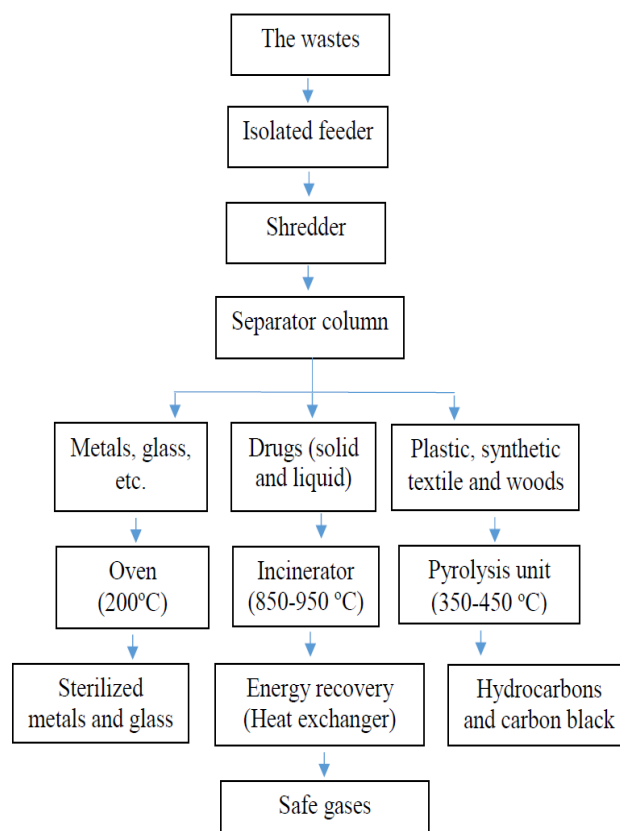 The wastes
Isolated feeder
Shredder
Separator column
Metals, glass,
etc.
Drugs (solid
and liquid)
Plastic, synthetic
textile and woods
Oven
(200ºC)
Incinerator
(850-950 ºC)
Pyrolysis unit
(350-450 ºC)
Sterilized
metals and glass
Energy recovery
(Heat exchanger)
Hydrocarbons
and carbon black
Safe gases